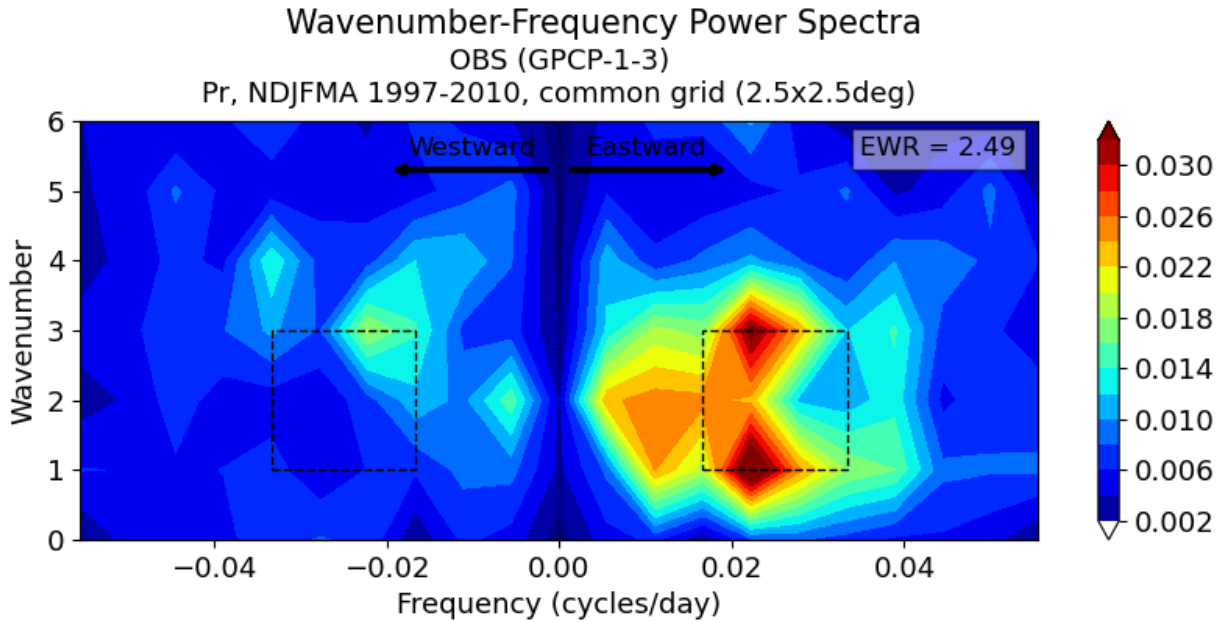 Wavenumber-Frequency Power Spectra
OBS (GPCP-1-3)
Pr, NDJFMA 1997-2010, common grid (2.5x2.5deg)
Westward
Eastward
EWR = 2.49
Wavenumber
6
5
4
3
2
1
0
−0.04
−0.02
0.00
0.02
0.04
Frequency (cycles/day)
0.030
0.026
0.022
0.018
0.014
0.010
0.006
0.002